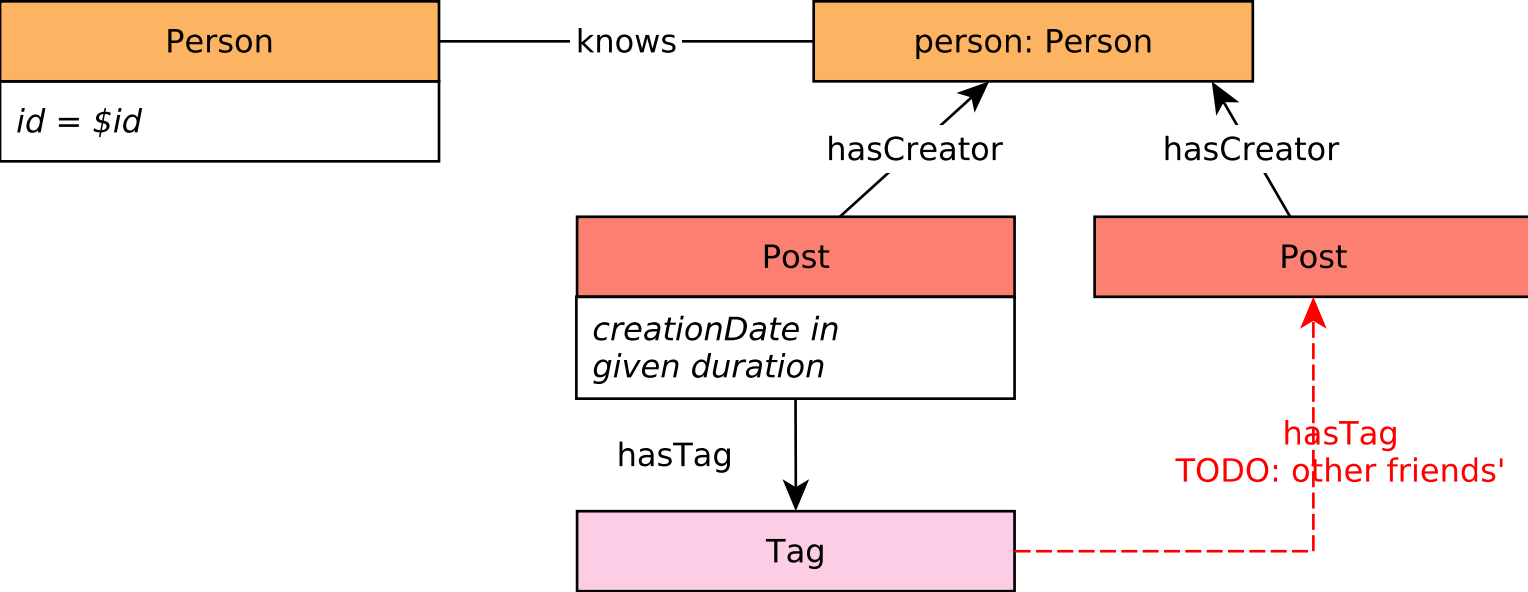 Person
knows
person: Person
id = $id
hasCreator
hasCreator
Post
Post
creationDate in
given duration
hasTag
hasTag
TODO: other friends'
Tag